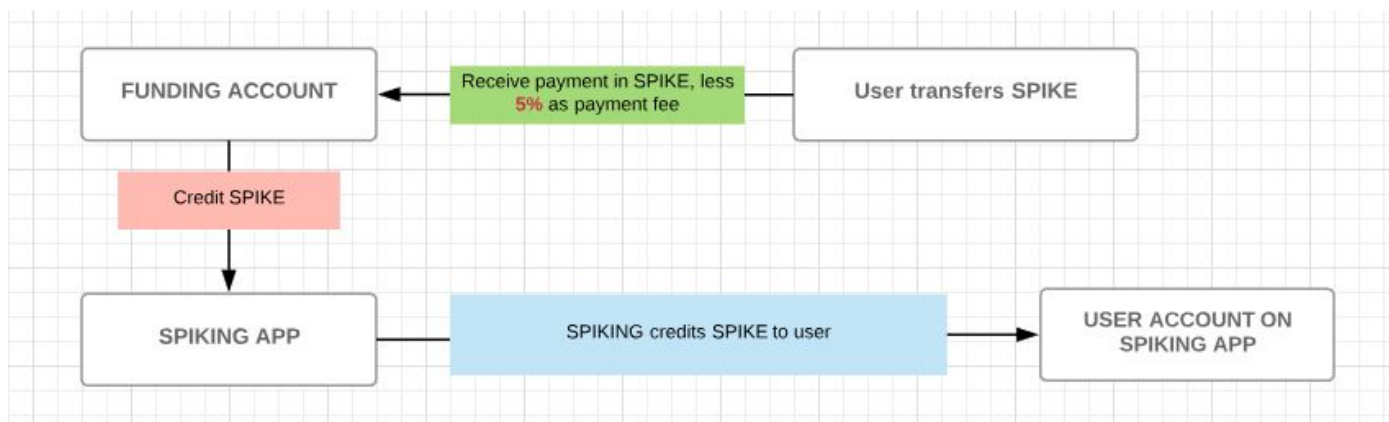 FUNDING ACCOUNT
Receive payment in SPIKE, less
5% as payment fee
User transfers SPIKE
Credit SPIKE
SPIKING APP
SPIKING credits SPIKE to user
USER ACCOUNT ON
SPIKING APP